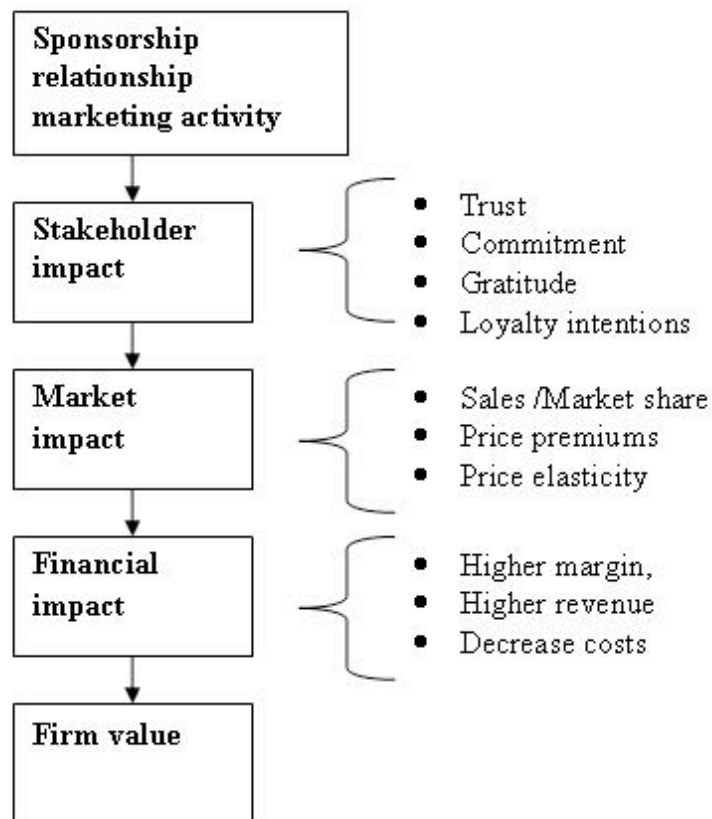 Sponsorship
relationship
marketing activity
Stakeholder
impact
• Trust
• Commitment
• Gratitude
• Loyalty intentions
Market
impact
• Sales /Market share
• Price premiums
• Price elasticity
Financial
impact
• Higher margin,
• Higher revenue
• Decrease costs
Firm value